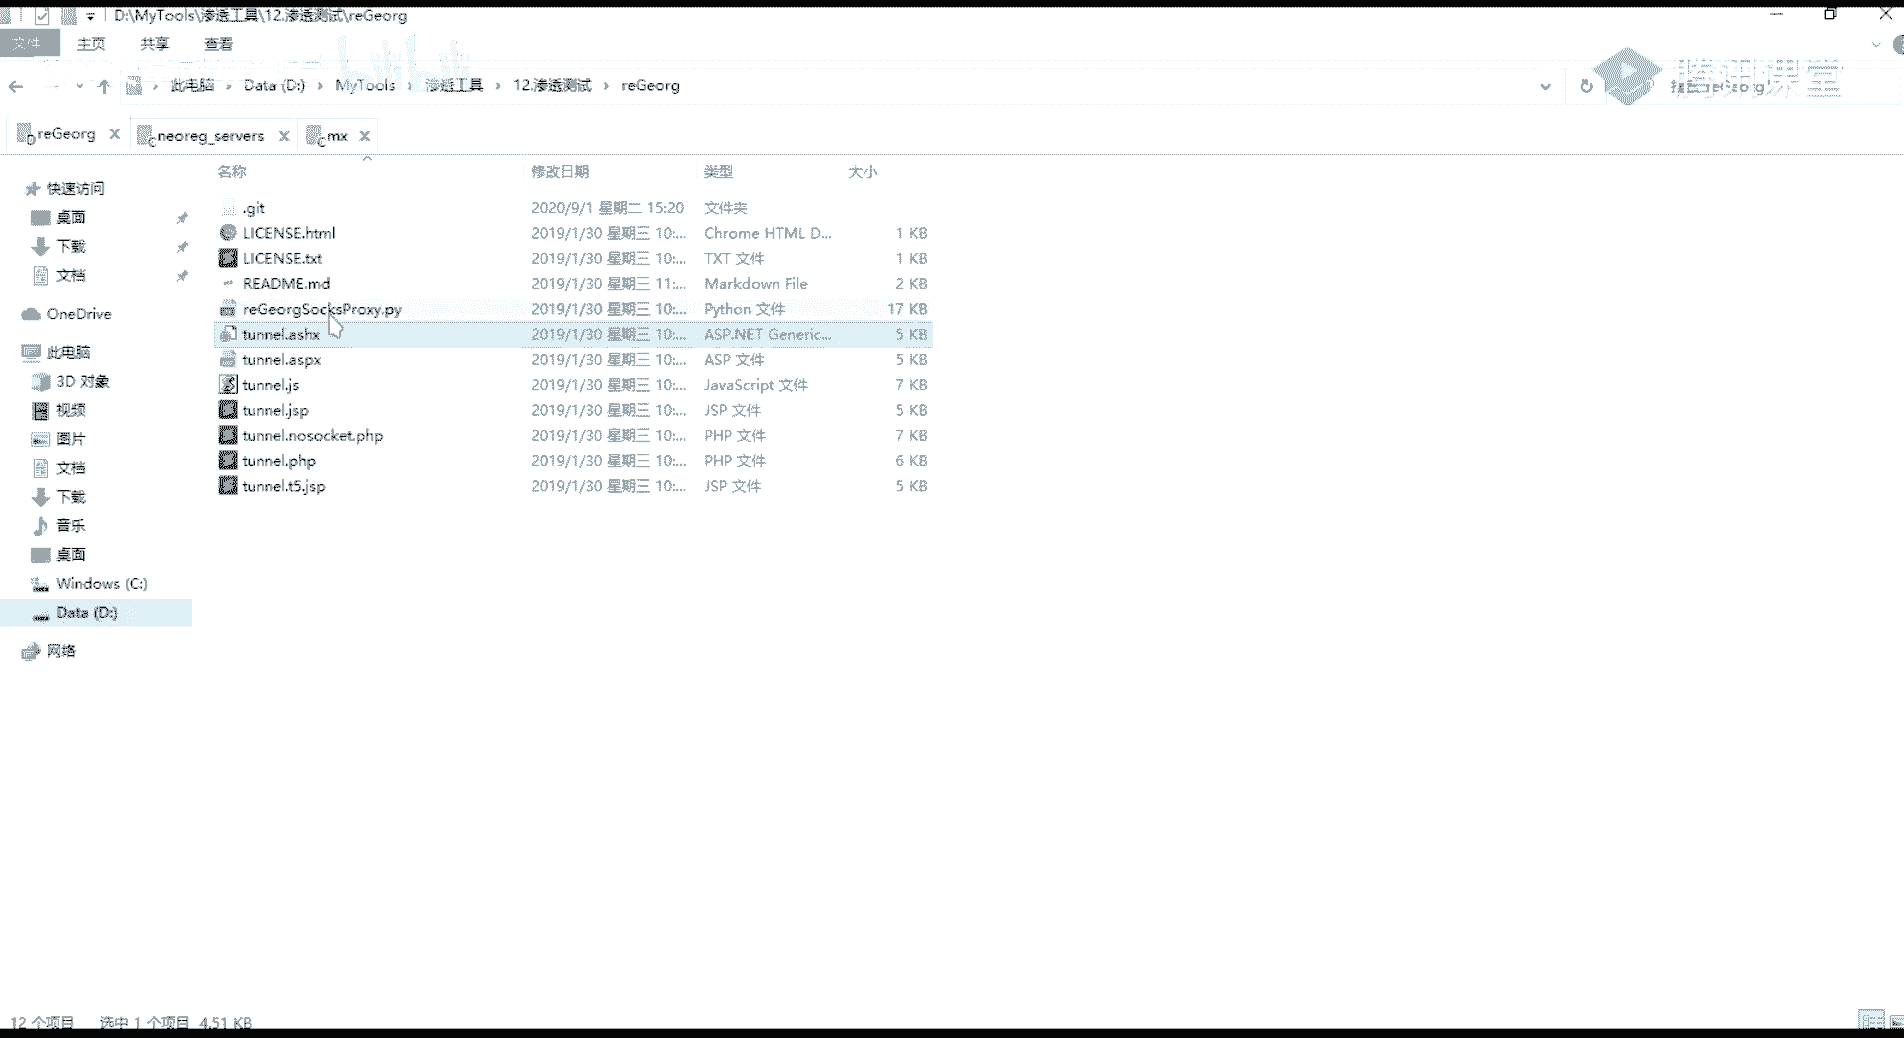 D:\MyTools\渗透工具\12.渗透测试\reGeorg
文件 主页 共享 查看
此电脑 › Data (D:) › MyTools › 渗透工具 › 12.渗透测试 › reGeorg
腾讯课堂
reGeorg neoreg_servers mx
名称 修改日期 类型 大小
快速访问
桌面
下载
文档
OneDrive
此电脑
3D 对象
视频
图片
文档
下载
音乐
桌面
Windows (C:)
Data (D:)
网络
.git 2020/9/1 星期二 15:20 文件夹
LICENSE.html 2019/1/30 星期三 10:... Chrome HTML D... 1 KB
LICENSE.txt 2019/1/30 星期三 10:... TXT 文件 1 KB
README.md 2019/1/30 星期三 11:... Markdown File 2 KB
reGeorgSocksProxy.py 2019/1/30 星期三 10:... Python 文件 17 KB
tunnel.ashx 2019/1/30 星期三 10:... ASP.NET Generic... 5 KB
tunnel.aspx 2019/1/30 星期三 10:... ASP 文件 5 KB
tunnel.js 2019/1/30 星期三 10:... JavaScript 文件 7 KB
tunnel.jsp 2019/1/30 星期三 10:... JSP 文件 5 KB
tunnel.nosocket.php 2019/1/30 星期三 10:... PHP 文件 7 KB
tunnel.php 2019/1/30 星期三 10:... PHP 文件 6 KB
tunnel.t5.jsp 2019/1/30 星期三 10:... JSP 文件 5 KB
12 个项目 选中 1 个项目 4.51 KB